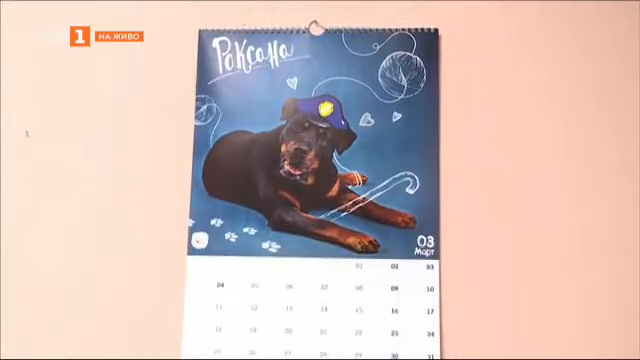 1 НА ЖИВО
Роксана
03
Март
01 02 03
04 05 06 07 08 09 10
11 12 13 14 15 16 17
18 19 20 21 22 23 24
25 26 27 28 29 30 31